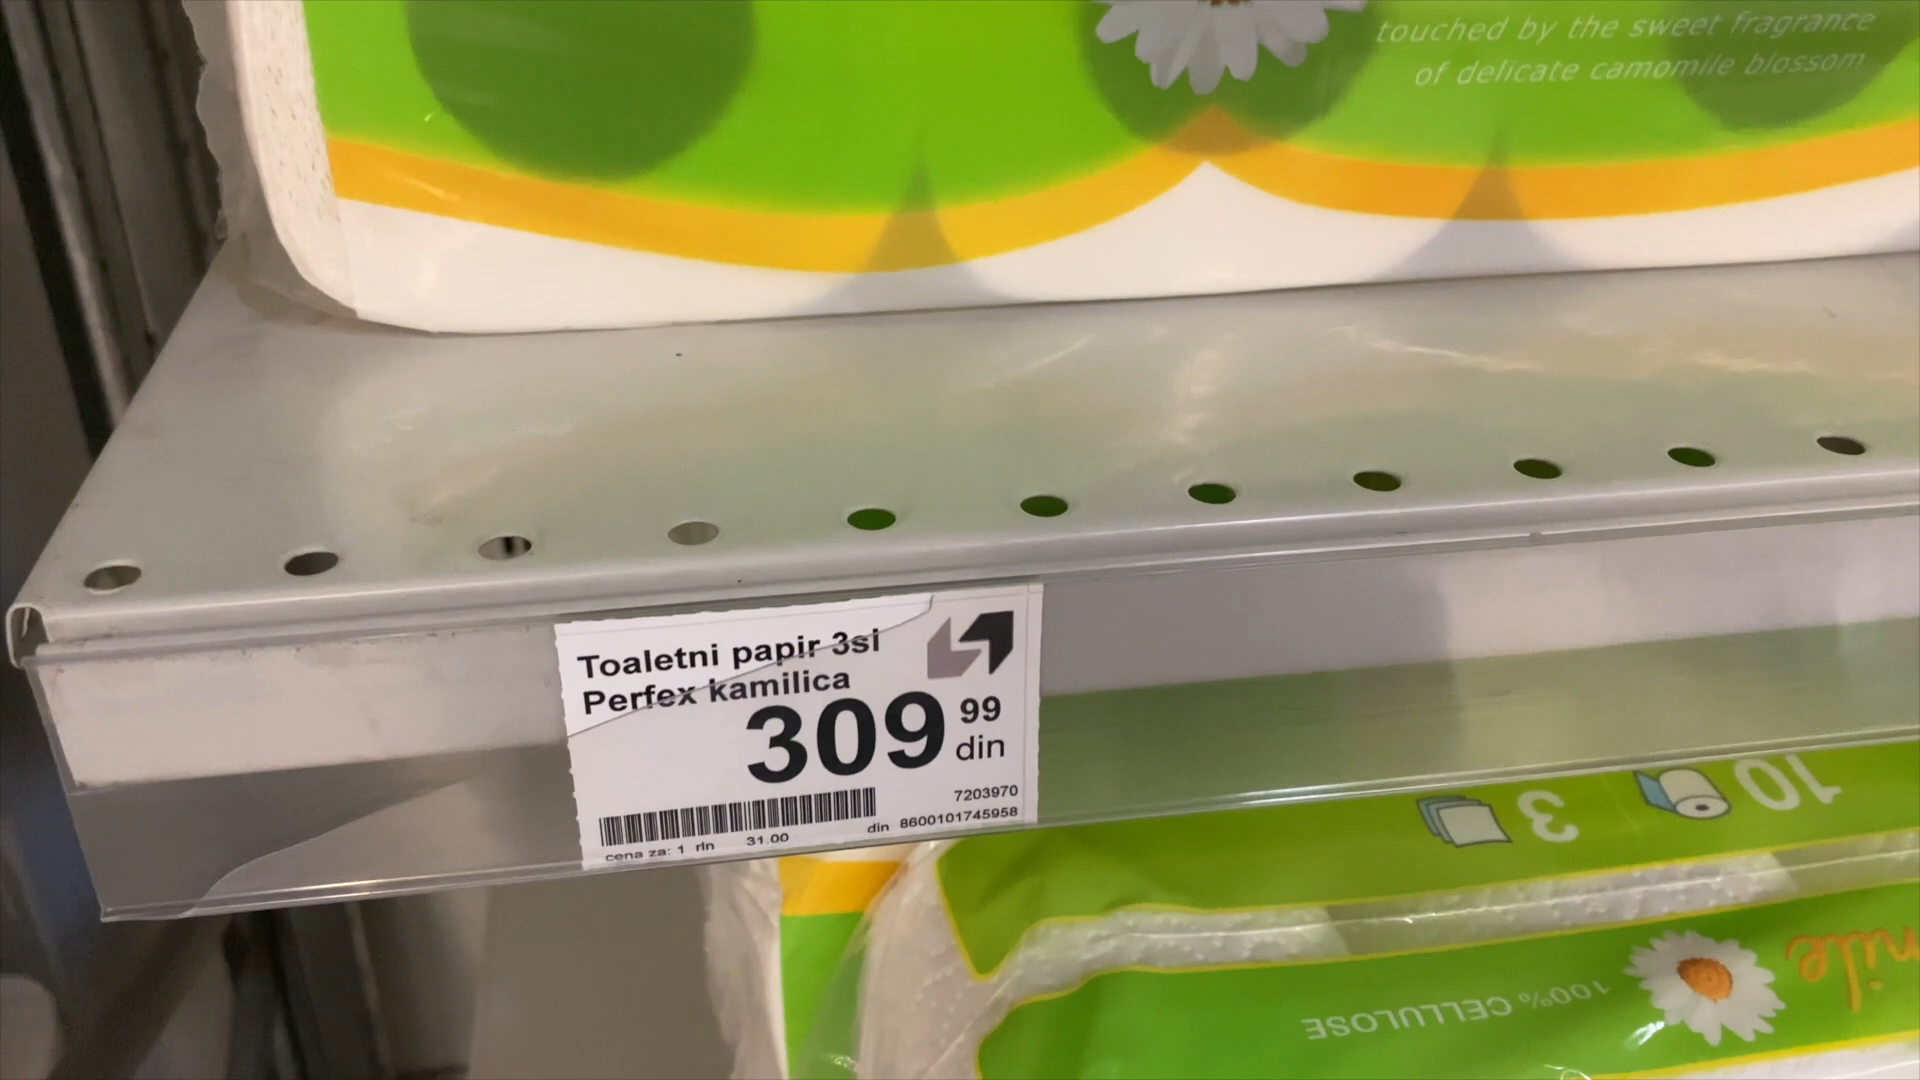 touched by the sweet fragrance
of delicate camomile blossom
Toaletni papir 3sl
Perfex kamilica
309 99
din
7203970
din 8600101745958
cena za: 1 rln 31.00
10
3
100% CELLULOSE